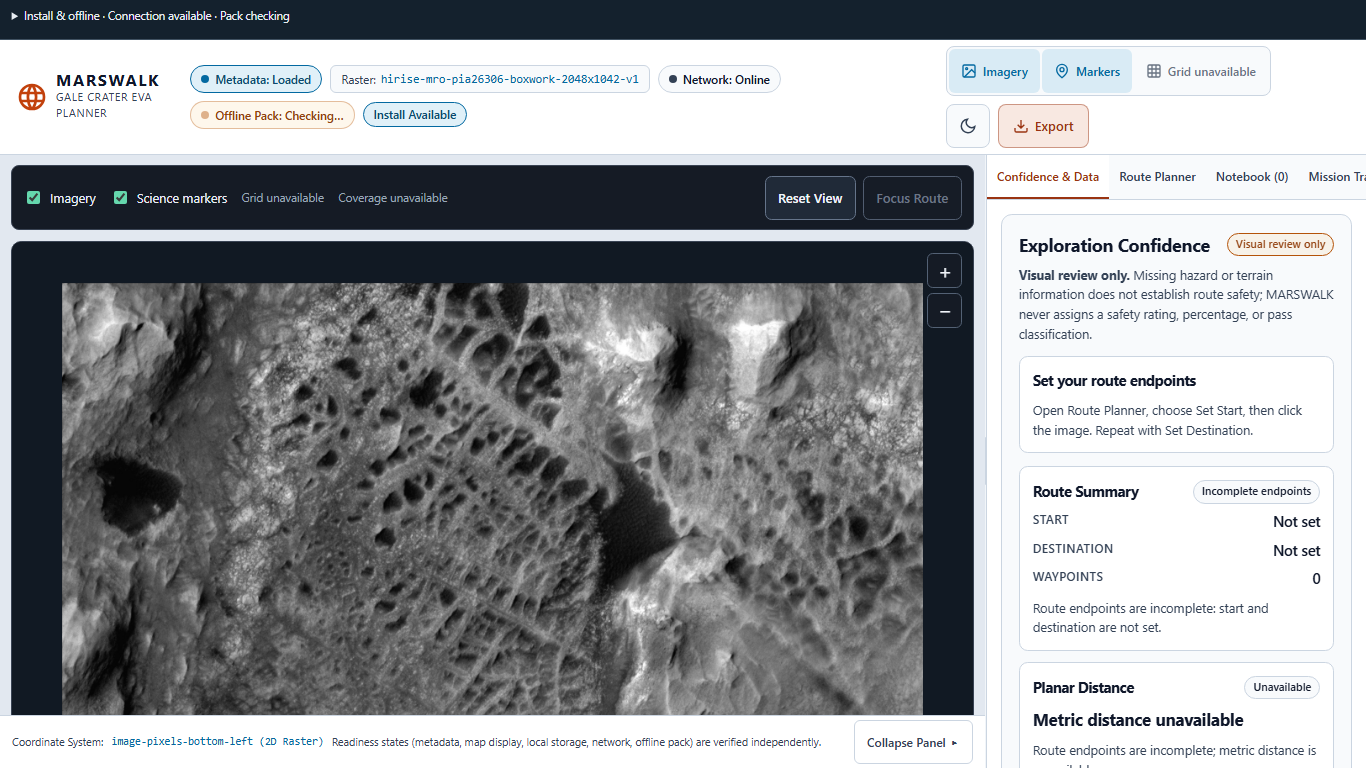 ▸ Install & offline · Connection available · Pack checking
MARSWALK
GALE CRATER EVA
PLANNER
Metadata: Loaded
Raster: hirise-mro-pia26306-boxwork-2048x1042-v1
Network: Online
Offline Pack: Checking...
Install Available
Imagery
Markers
Grid unavailable
Export
Imagery
Science markers
Grid unavailable
Coverage unavailable
Reset View
Focus Route
+
−
Confidence & Data
Route Planner
Notebook (0)
Mission Tra
Exploration Confidence
Visual review only
Visual review only. Missing hazard or terrain
information does not establish route safety; MARSWALK
never assigns a safety rating, percentage, or pass
classification.
Set your route endpoints
Open Route Planner, choose Set Start, then click
the image. Repeat with Set Destination.
Route Summary
Incomplete endpoints
START
Not set
DESTINATION
Not set
WAYPOINTS
0
Route endpoints are incomplete: start and
destination are not set.
Planar Distance
Unavailable
Metric distance unavailable
Route endpoints are incomplete; metric distance is
Coordinate System: image-pixels-bottom-left (2D Raster) Readiness states (metadata, map display, local storage, network, offline pack) are verified independently.
Collapse Panel ▸